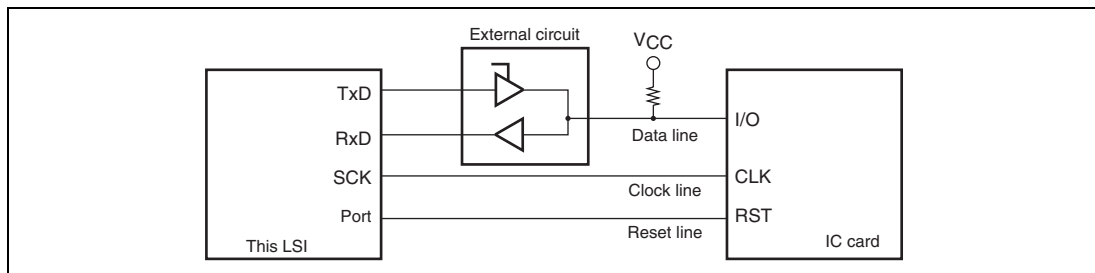 External circuit
VCC
TxD
RxD
SCK
Port
This LSI
Data line
Clock line
Reset line
I/O
CLK
RST
IC card